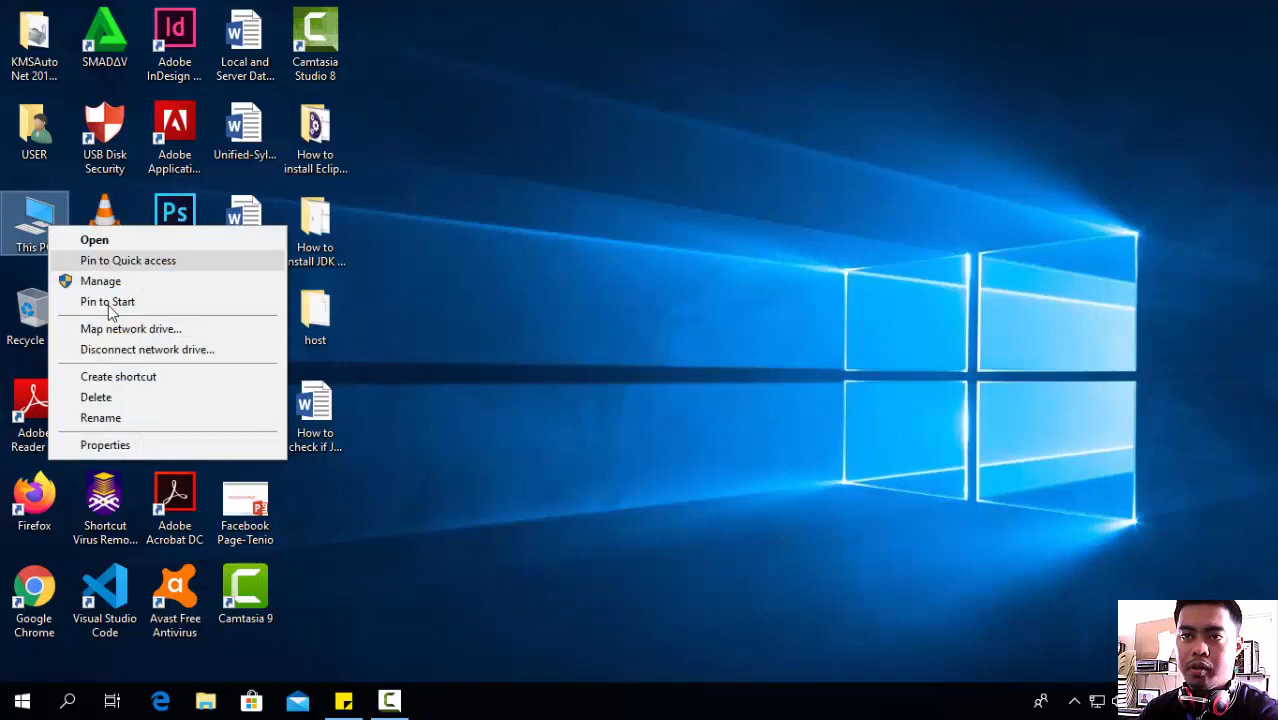 KMSAuto
Net 201...
SMADΔV
Id
Adobe
InDesign ...
W
Local and
Server Dat...
C
Camtasia
Studio 8
USER
USB Disk
Security
Adobe
Applicati...
W
Unified-Syl...
How to
install Eclip...
This P
Ps
W
How to
install JDK ...
Open
Pin to Quick access
Manage
Pin to Start
Map network drive...
Disconnect network drive...
Create shortcut
Delete
Rename
Properties
Recycle
host
Adobe
Reader
W
How to
check if J...
Firefox
Shortcut
Virus Remo...
Adobe
Acrobat DC
Facebook
Page-Tenio
Google
Chrome
Visual Studio
Code
Avast Free
Antivirus
C
Camtasia 9